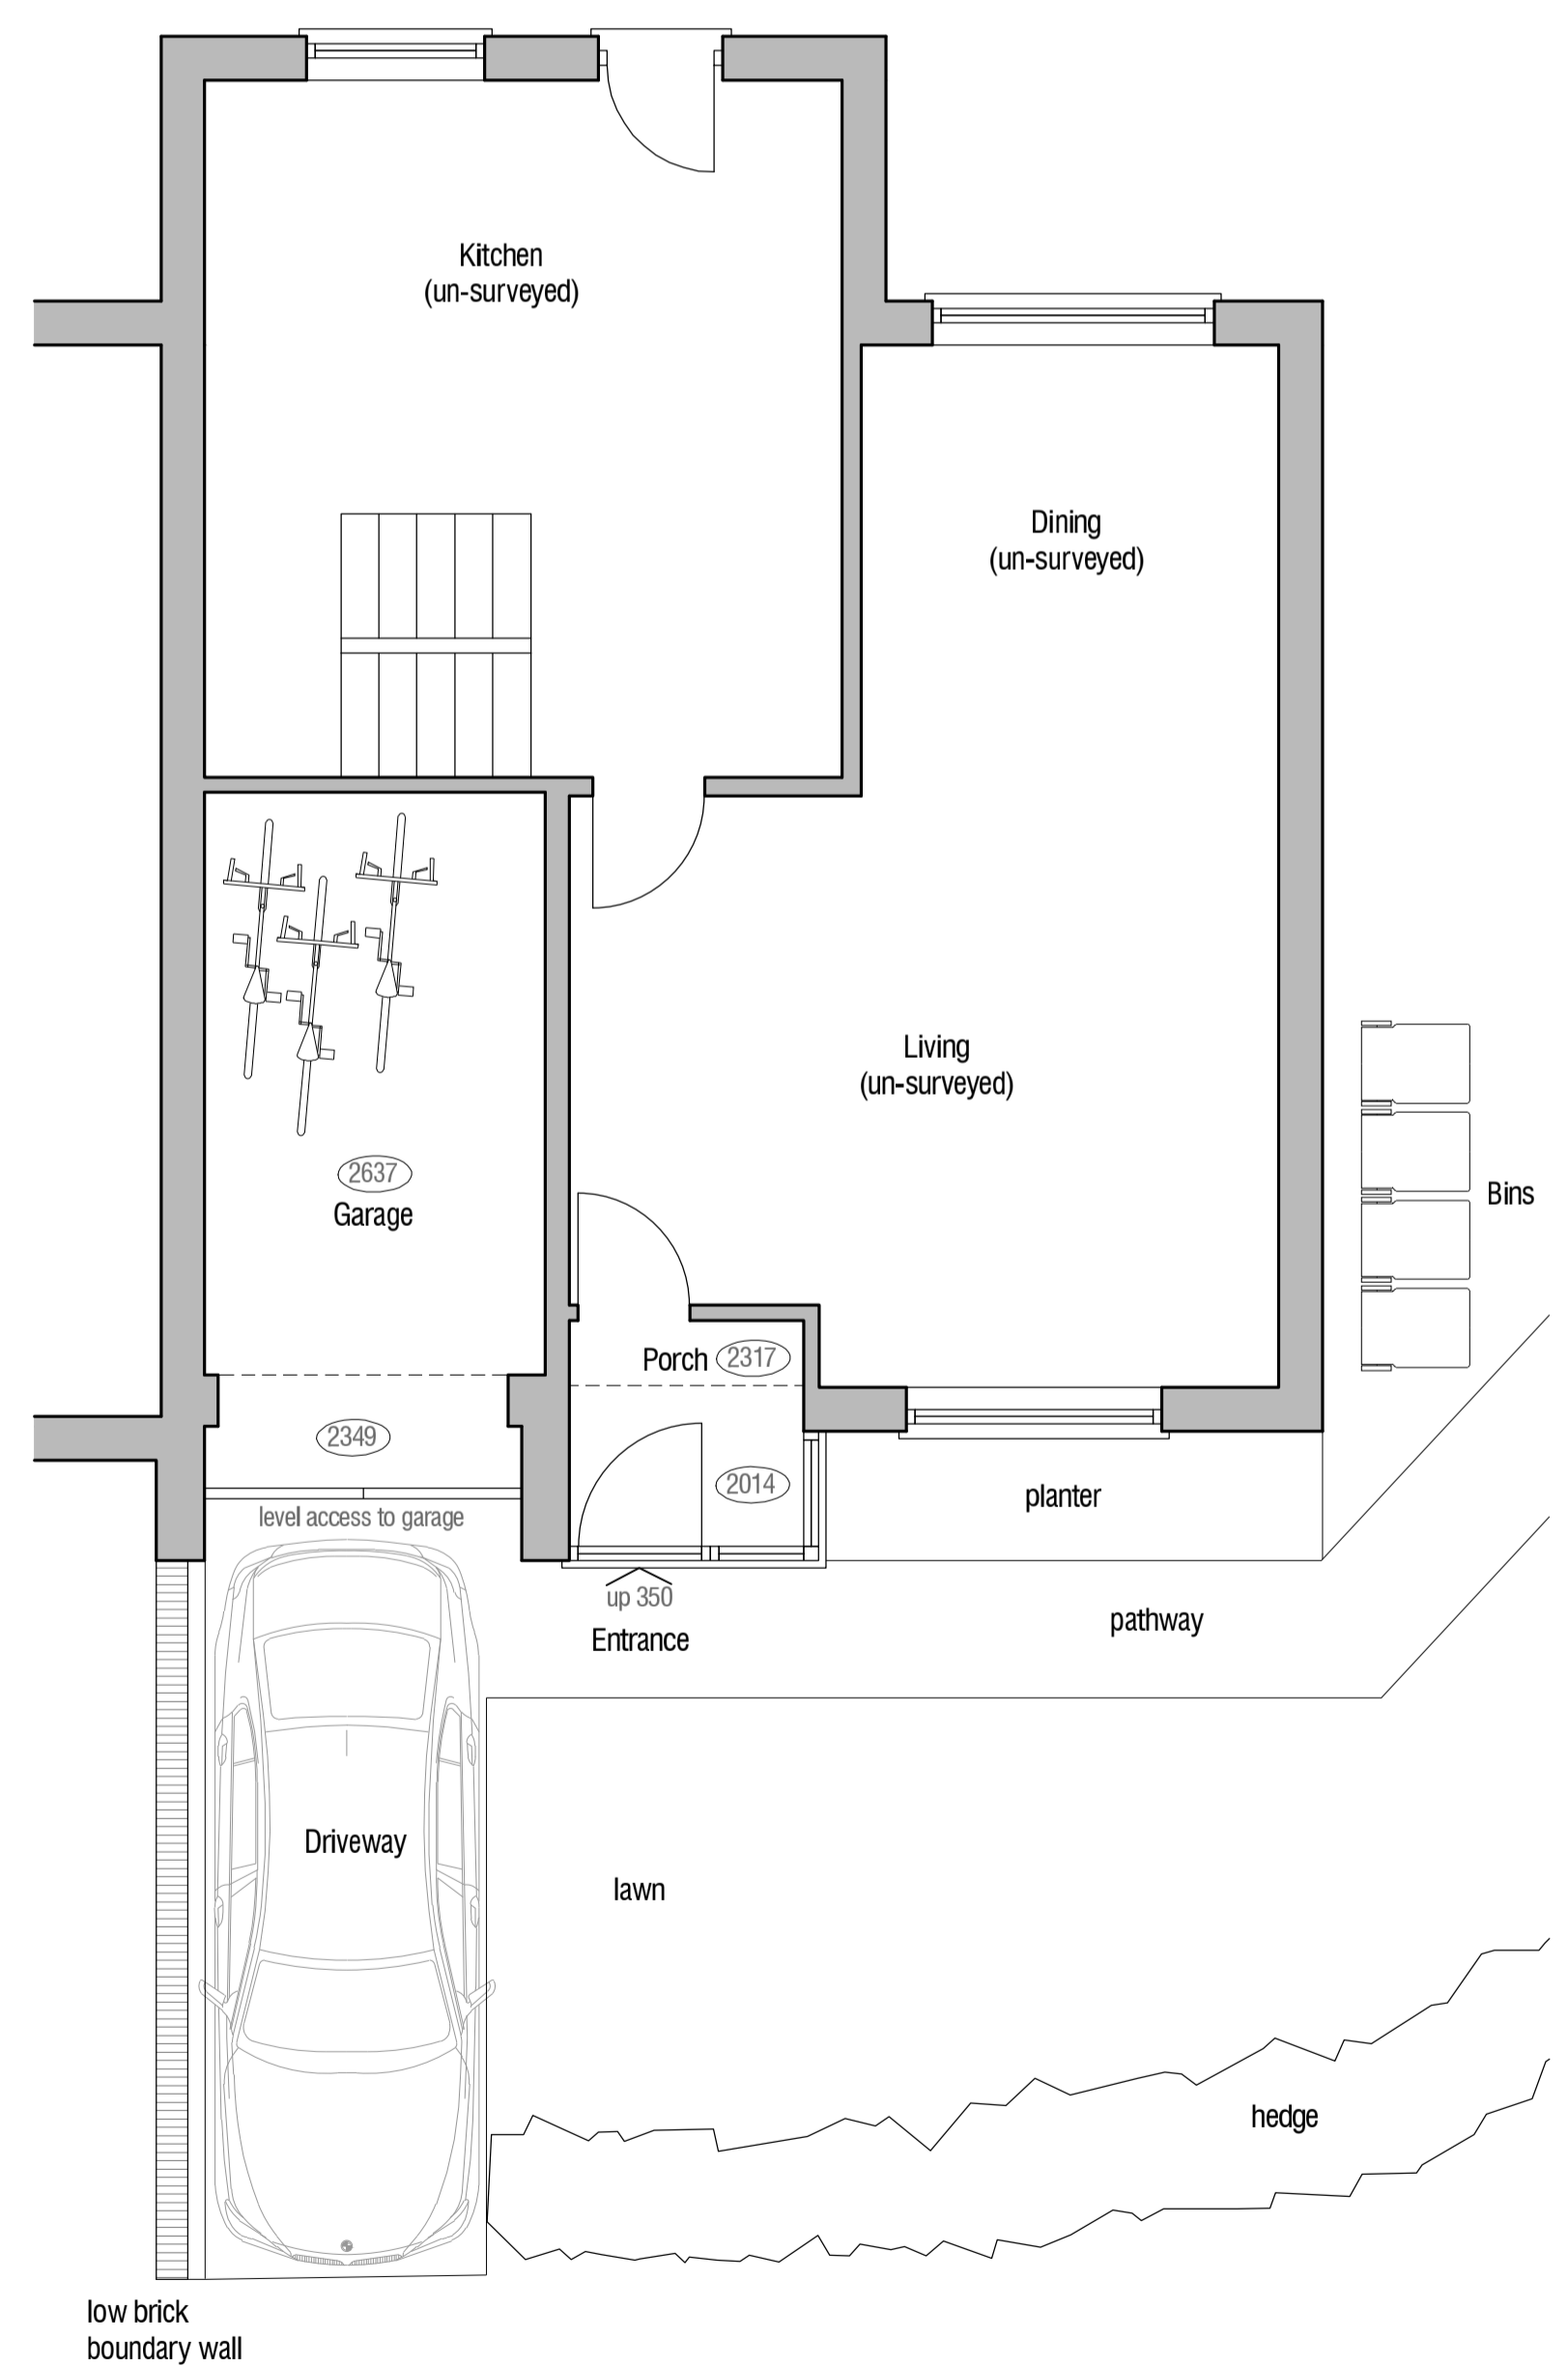 Kitchen
(un-surveyed)
Dining
(un-surveyed)
Living
(un-surveyed)
2637
Garage
Bins
Porch 2317
2349
2014
planter
level access to garage
up 350
Entrance
pathway
Driveway
lawn
hedge
low brick
boundary wall